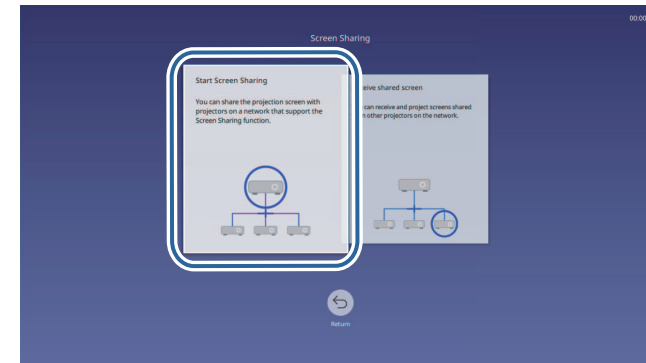 00:00
Screen Sharing
Start Screen Sharing
You can share the projection screen with
projectors on a network that support the
Screen Sharing function.
eive shared screen
can receive and project screens shared
other projectors on the network.
Return